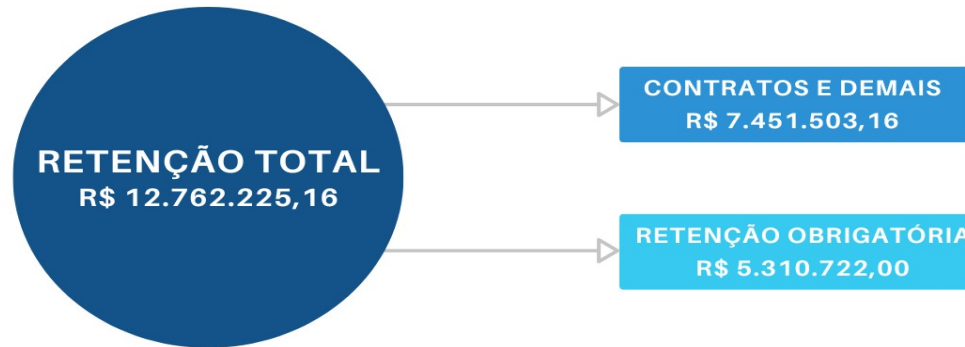 RETENÇÃO TOTAL
R$ 12.762.225,16
CONTRATOS E DEMAIS
R$ 7.451.503,16
RETENÇÃO OBRIGATÓRIA
R$ 5.310.722,00